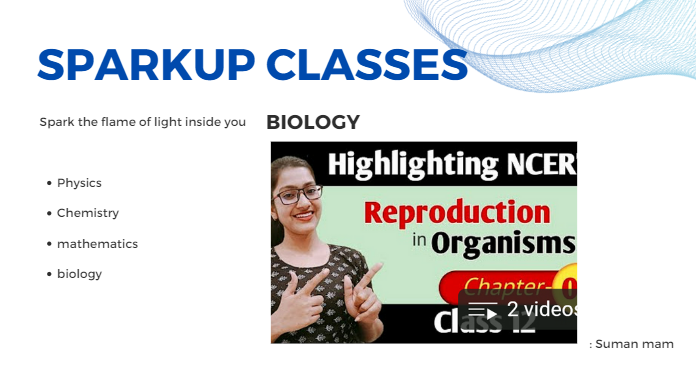 SPARKUP CLASSES
Spark the flame of light inside you
BIOLOGY
Physics
Chemistry
mathematics
biology
Highlighting NCER
Reproduction
in Organisms
Chapter-
2 videos
Class 12
: Suman mam